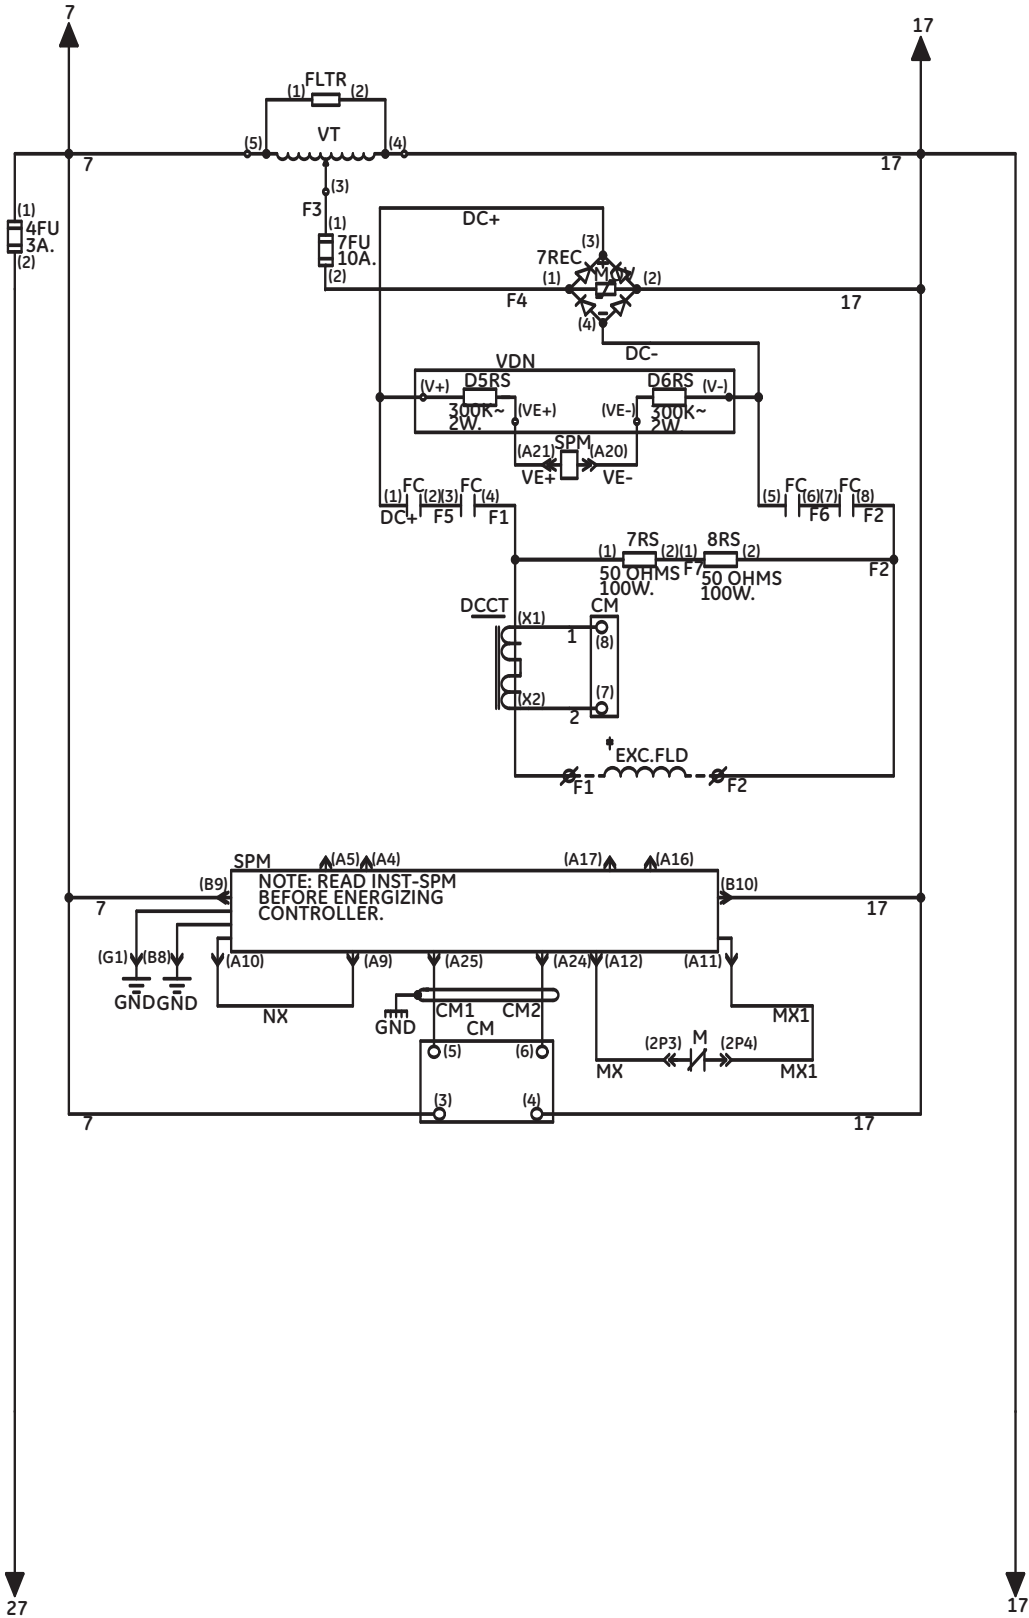 7
17
FLTR
(1)
(2)
VT
(5)
(4)
7
17
(3)
F3
(1)
4FU
3A.
(2)
(1)
7FU
10A.
(2)
DC+
(3)
7REC
(1)
(2)
F4
17
(4)
DC-
VDN
(V+)
D5RS
D6RS
(V-)
300K~
2W.
(VE+)
(VE-)
300K~
2W.
SPM
(A21)
(A20)
VE+
VE-
(1)
FC
(2)(3)
FC
(4)
DC+
F5
F1
(5)
FC
(6)(7)
FC
(8)
F6
F2
7RS
8RS
(1)
(2)(1)
(2)
F7
F2
50 OHMS
100W.
50 OHMS
100W.
DCCT
CM
(X1)
1
(8)
(X2)
(7)
2
EXC.FLD
F1
F2
SPM
(A5)
(A4)
(A17)
(A16)
(B9)
NOTE: READ INST-SPM
BEFORE ENERGIZING
CONTROLLER.
(B10)
7
17
(G1)
(B8)
(A10)
(A9)
(A25)
(A24)
(A12)
(A11)
GND
GND
NX
GND
CM1
CM2
CM
MX1
(5)
(6)
(2P3)
M
(2P4)
MX
MX1
(3)
(4)
7
17
27
17